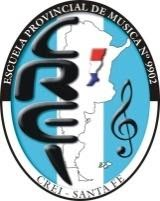 ESCUELA PROVINCIAL DE MUSICA Nº 9902
CREI
CREI - SANTA FE